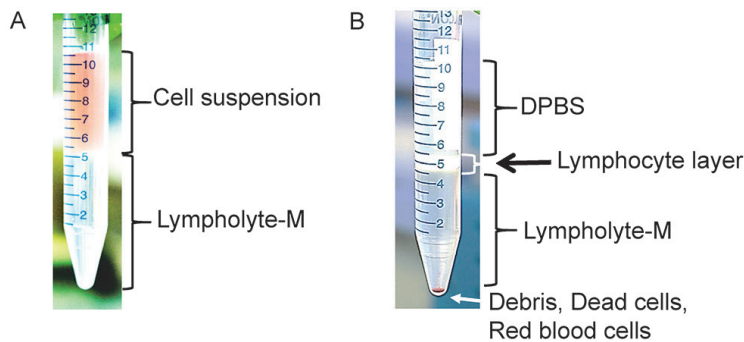 A
12
11
10
9
8
7
6
5
4
3
2
Cell suspension
Lympholyte-M
B
12
11
10
9
8
7
6
5
4
3
2
DPBS
Lymphocyte layer
Lympholyte-M
Debris, Dead cells,
Red blood cells